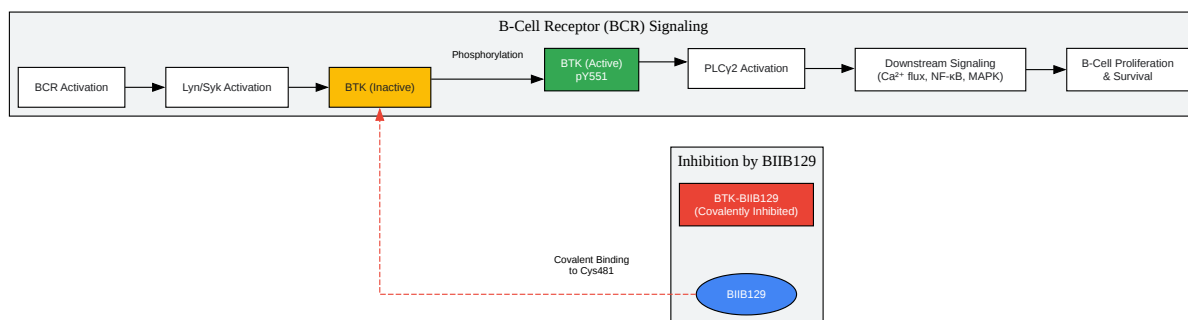 B-Cell Receptor (BCR) Signaling
BCR Activation
Lyn/Syk Activation
BTK (Inactive)
Phosphorylation
BTK (Active)
pY551
PLCγ2 Activation
Downstream Signaling
(Ca²⁺ flux, NF-κB, MAPK)
B-Cell Proliferation
& Survival
Inhibition by BIIB129
BTK-BIIB129
(Covalently Inhibited)
Covalent Binding
to Cys481
BIIB129